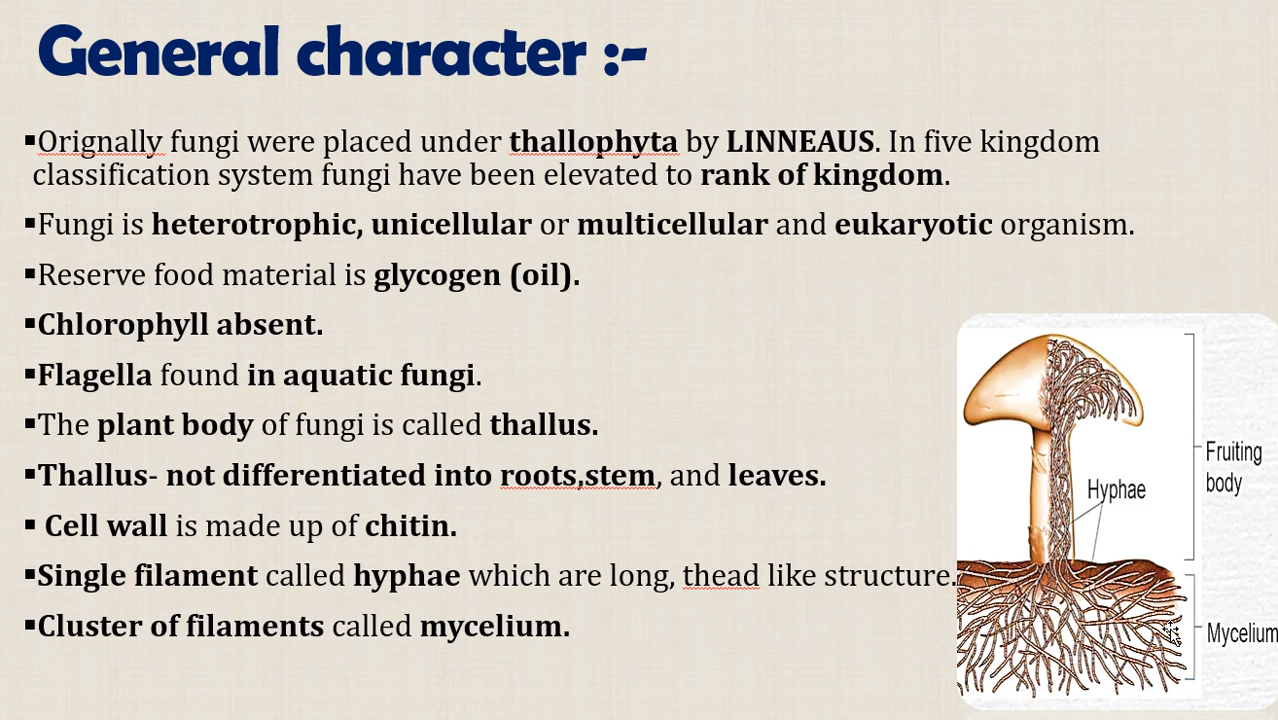 General character :-
▪Orignally fungi were placed under thallophyta by LINNEAUS. In five kingdom
classification system fungi have been elevated to rank of kingdom.
▪Fungi is heterotrophic, unicellular or multicellular and eukaryotic organism.
▪Reserve food material is glycogen (oil).
▪Chlorophyll absent.
▪Flagella found in aquatic fungi.
▪The plant body of fungi is called thallus.
▪Thallus- not differentiated into roots,stem, and leaves.
▪ Cell wall is made up of chitin.
▪Single filament called hyphae which are long, thead like structure.
▪Cluster of filaments called mycelium.
Fruiting
body
Hyphae
Mycelium